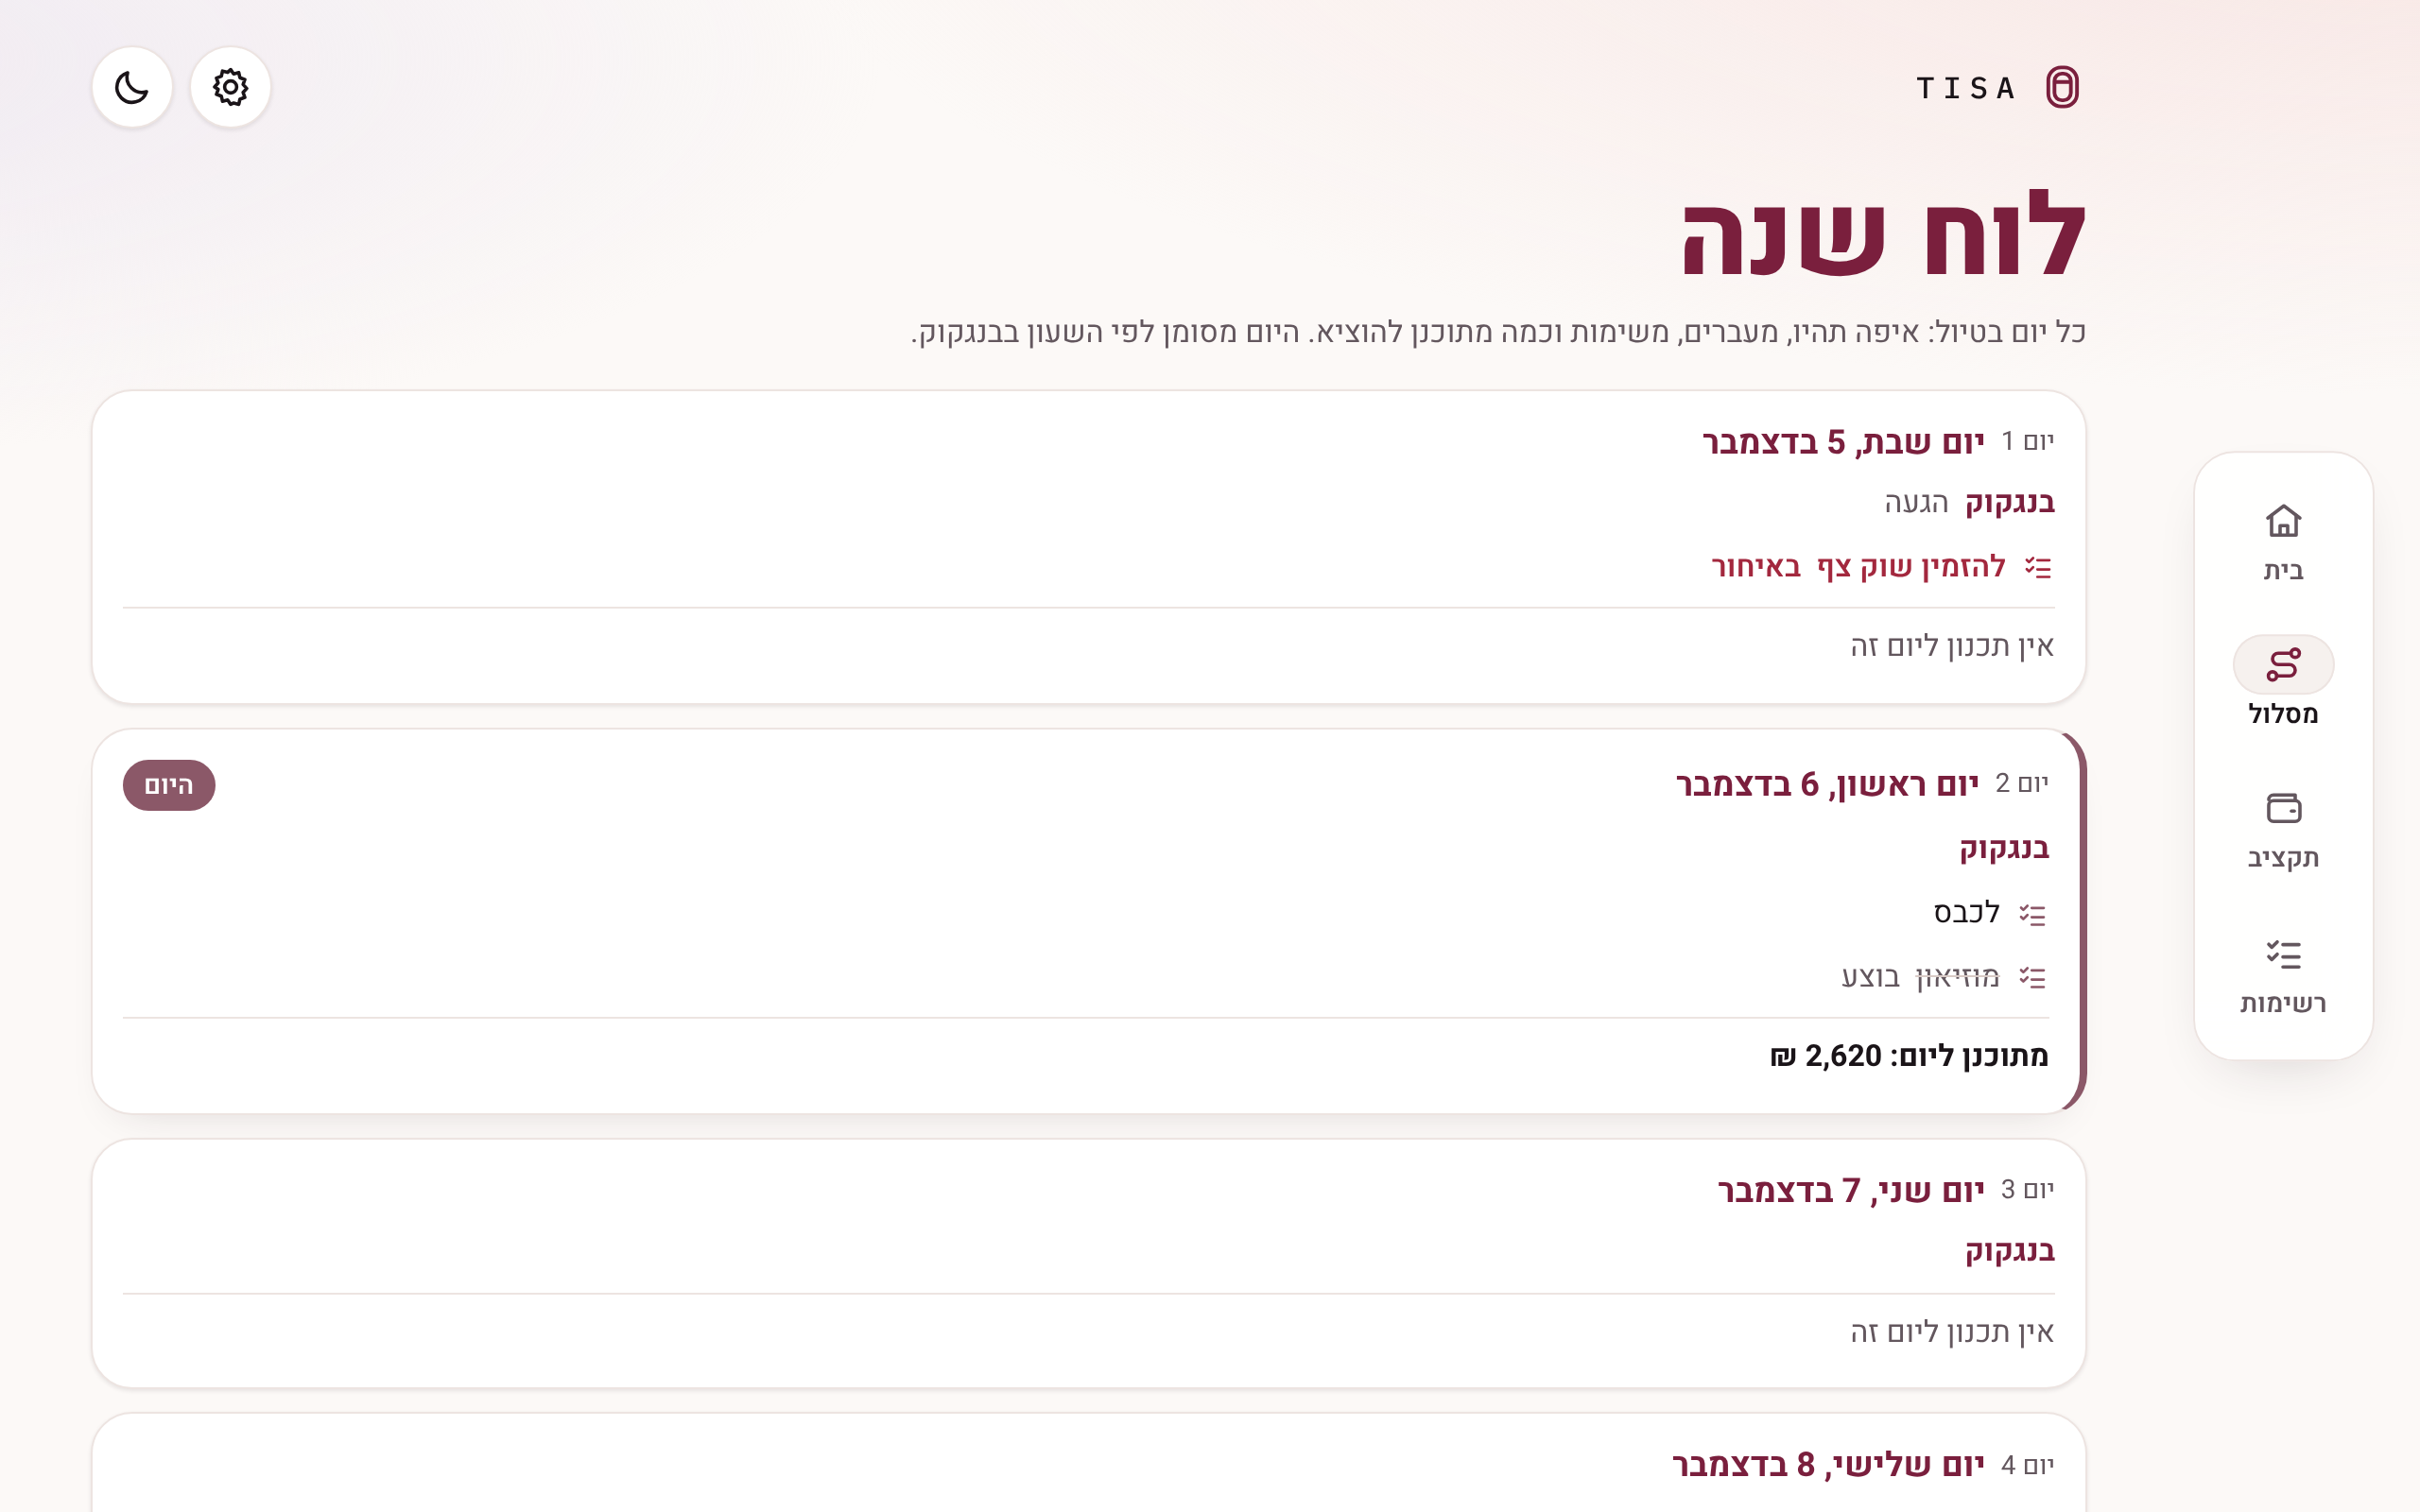 TISA
לוח שנה
כל יום בטיול: איפה תהיו, מעברים, משימות וכמה מתוכנן להוציא. היום מסומן לפי השעון בבנגקוק.
יום 1 יום שבת, 5 בדצמבר
בנגקוק הגעה
להזמין שוק צף באיחור
אין תכנון ליום זה
יום 2 יום ראשון, 6 בדצמבר היום
בנגקוק
לכבס
מוזיאון בוצע
מתוכנן ליום: 2,620 ₪
יום 3 יום שני, 7 בדצמבר
בנגקוק
אין תכנון ליום זה
יום 4 יום שלישי, 8 בדצמבר
בית
מסלול
תקציב
רשימות